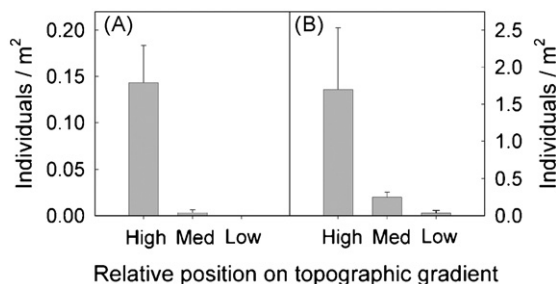 (A)
(B)
Individuals / m²
0.20
0.15
0.10
0.05
0.00
2.5
2.0
1.5
1.0
0.5
0.0
Individuals / m²
High Med Low
High Med Low
Relative position on topographic gradient